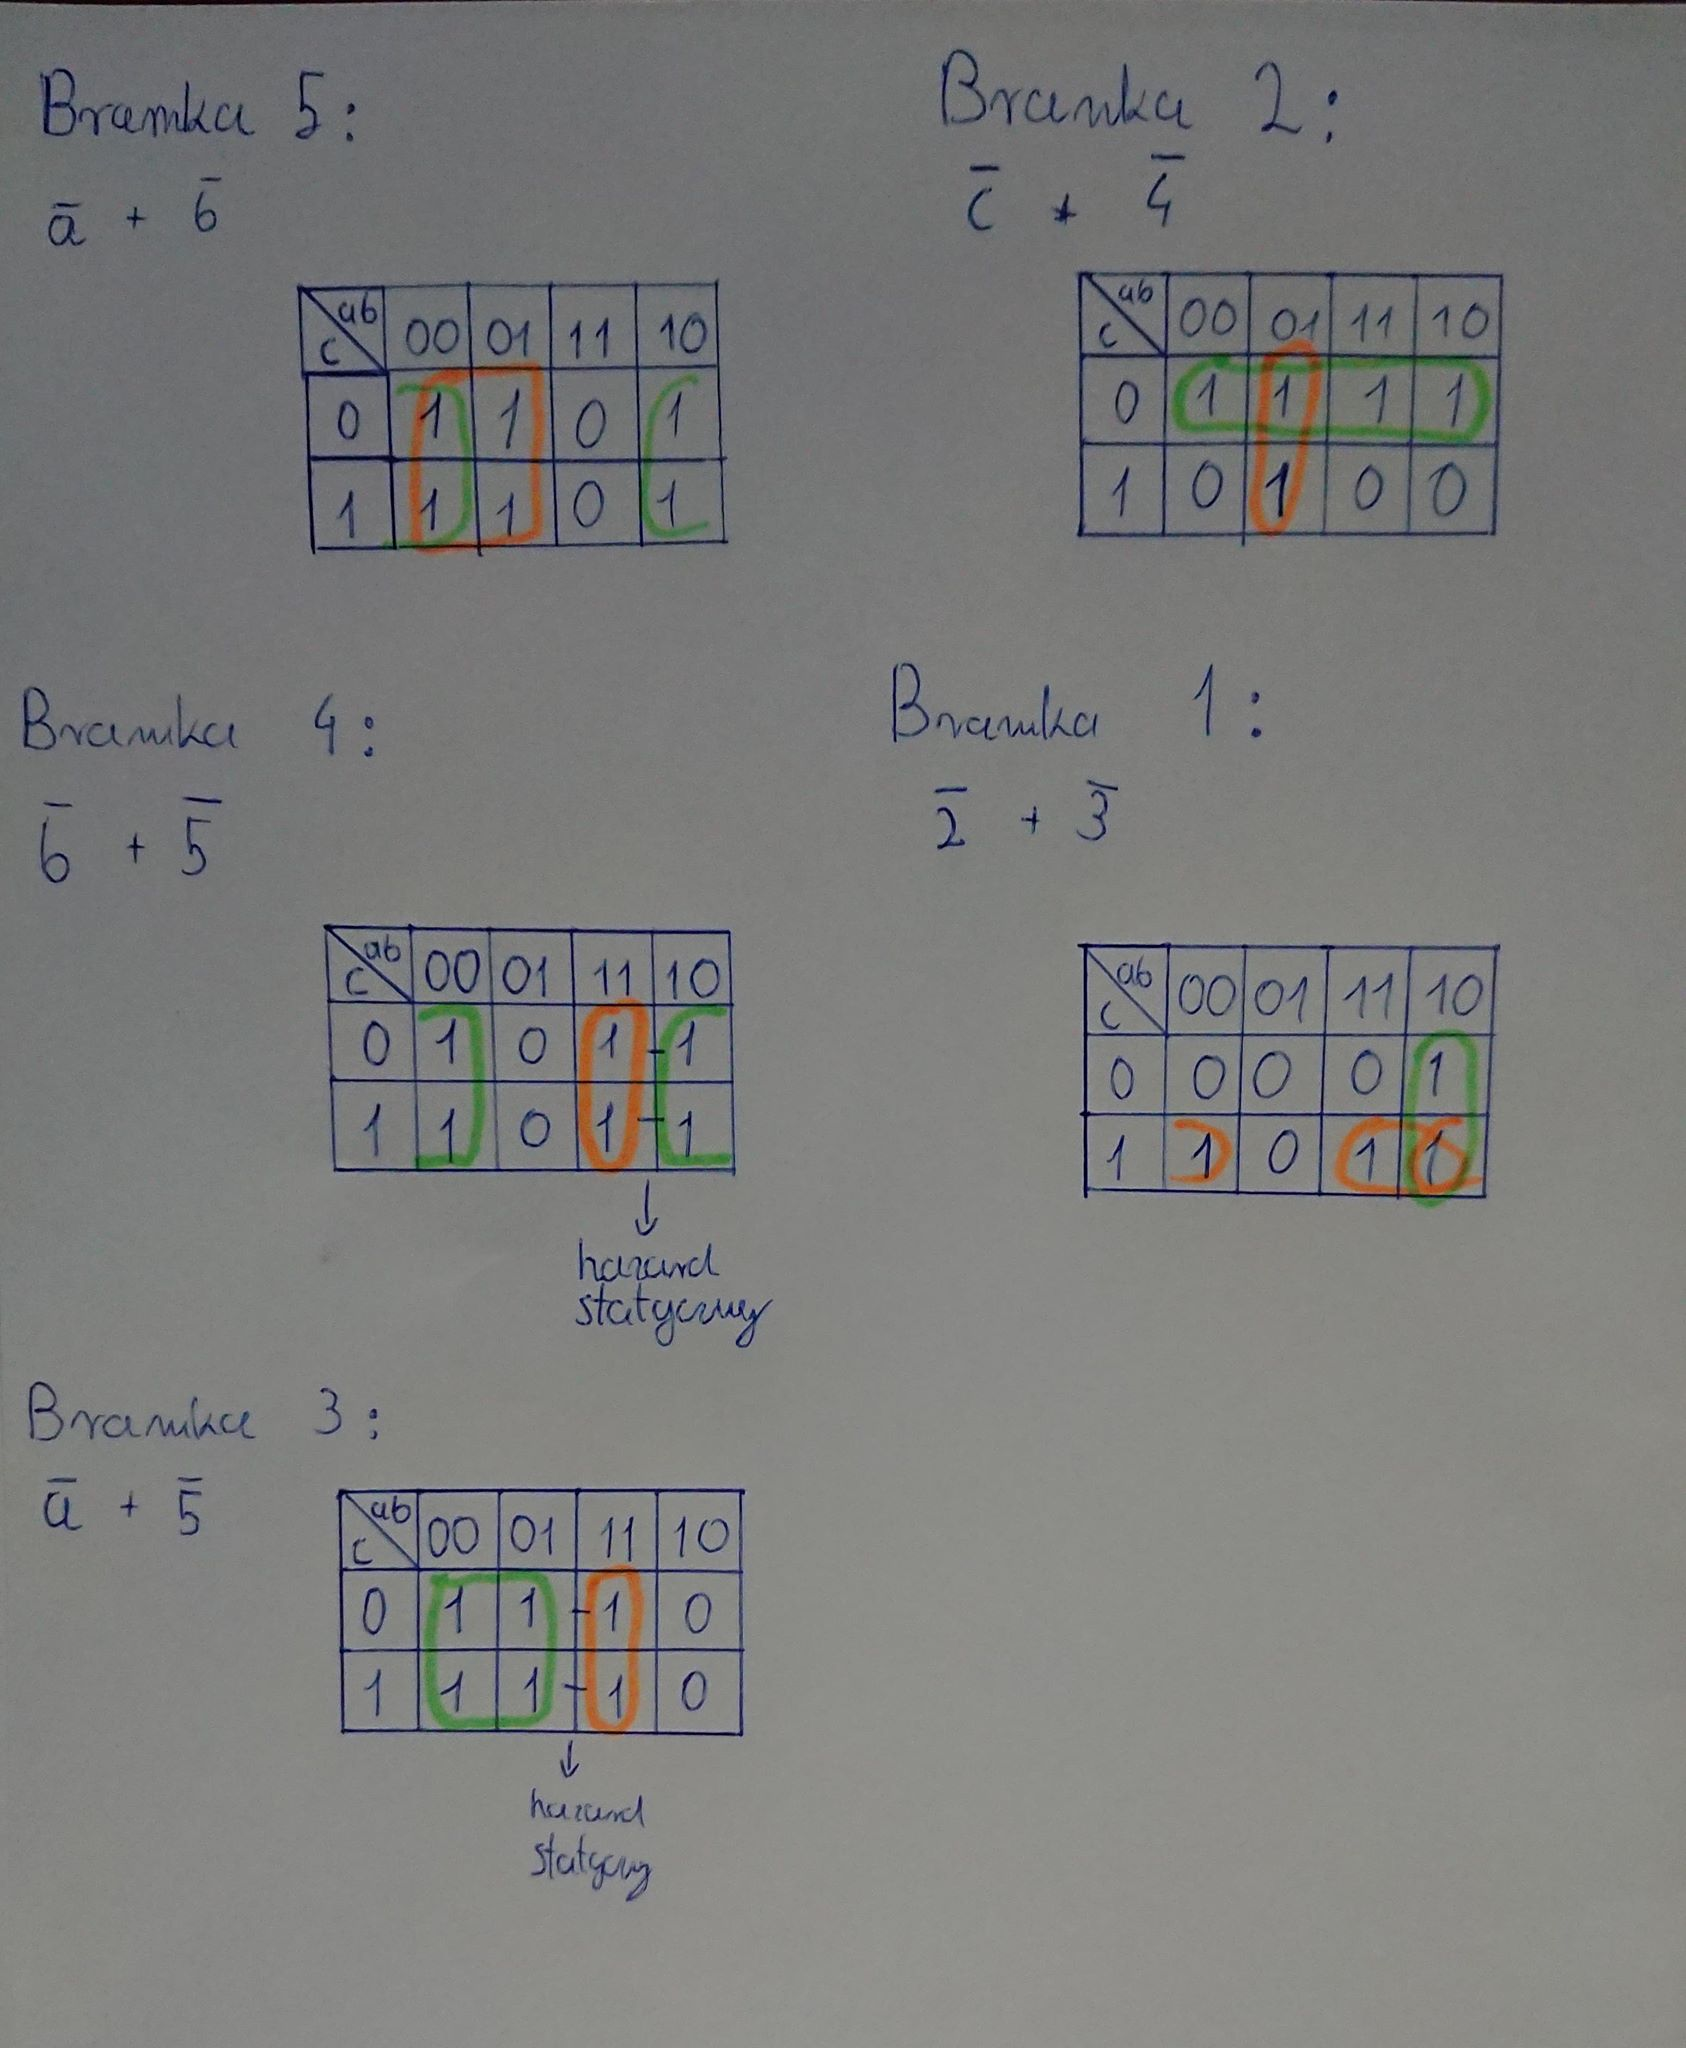 Bramka 5:
ā + b̄
ab
c 00 01 11 10
0 1 1 0 1
1 1 1 0 1
Bramka 4:
b̄ + 5̄
ab
c 00 01 11 10
0 1 0 1 - 1
1 1 0 1 - 1
↓
hazard
statyczny
Bramka 3:
ā + 5̄
ab
c 00 01 11 10
0 1 1 - 1 0
1 1 1 - 1 0
↓
hazard
statyczny
Bramka 2:
c̄ + 4̄
ab
c 00 01 11 10
0 1 1 1 1
1 0 1 0 0
Bramka 1:
2̄ + 3̄
ab
c 00 01 11 10
0 0 0 0 1
1 1 0 1 1